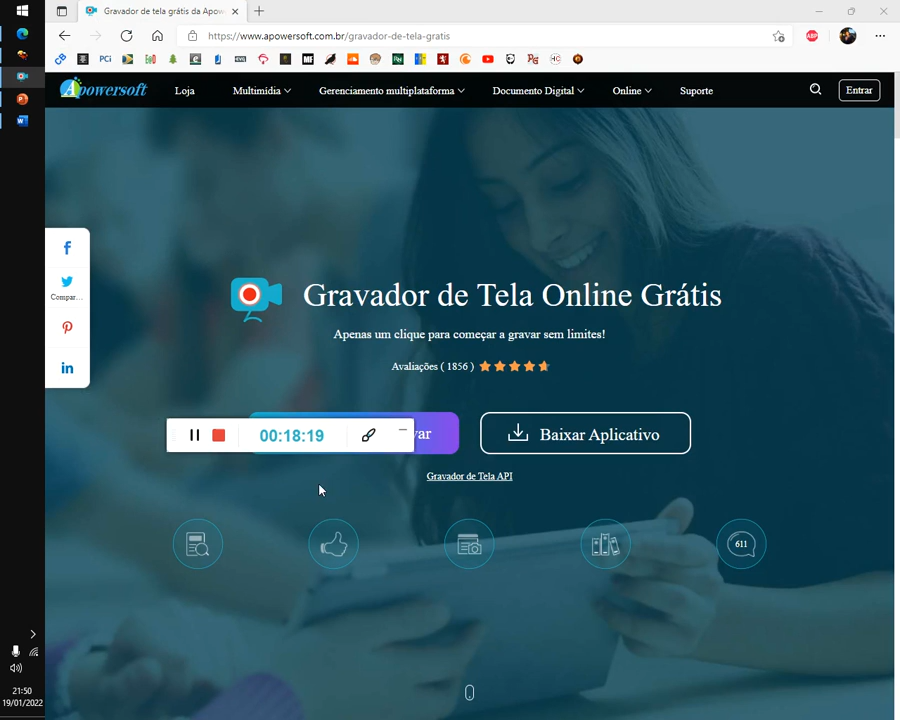 Gravador de tela grátis da Apow
https://www.apowersoft.com.br/gravador-de-tela-gratis
ABP
PCi
MF
Apowersoft
Loja
Multimídia
Gerenciamento multiplataforma
Documento Digital
Online
Suporte
Entrar
Compar...
Gravador de Tela Online Grátis
Apenas um clique para começar a gravar sem limites!
Avaliações ( 1856 )
00:18:19
var
Baixar Aplicativo
Gravador de Tela API
611
21:50
19/01/2022